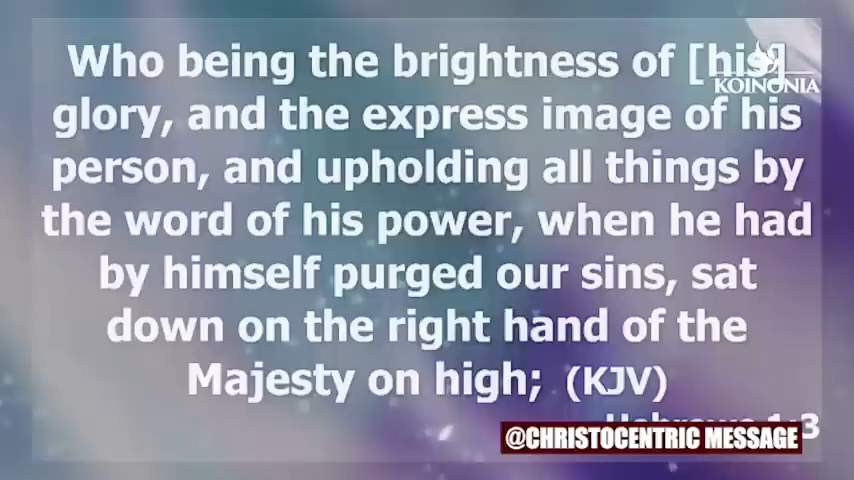 Who being the brightness of [his]
KOINONIA
glory, and the express image of his
person, and upholding all things by
the word of his power, when he had
by himself purged our sins, sat
down on the right hand of the
Majesty on high; (KJV)
Hebrews 1:3
@CHRISTOCENTRIC MESSAGE